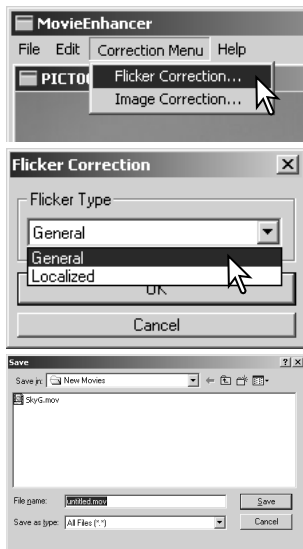 MovieEnhancer
File Edit Correction Menu Help
PICT0
Flicker Correction...
Image Correction...
Flicker Correction
Flicker Type
General
General
Localized
OK
Cancel
Save
Save in: New Movies
SkyG.mov
File name: untitled.mov Save
Save as type: All Files (*.*) Cancel